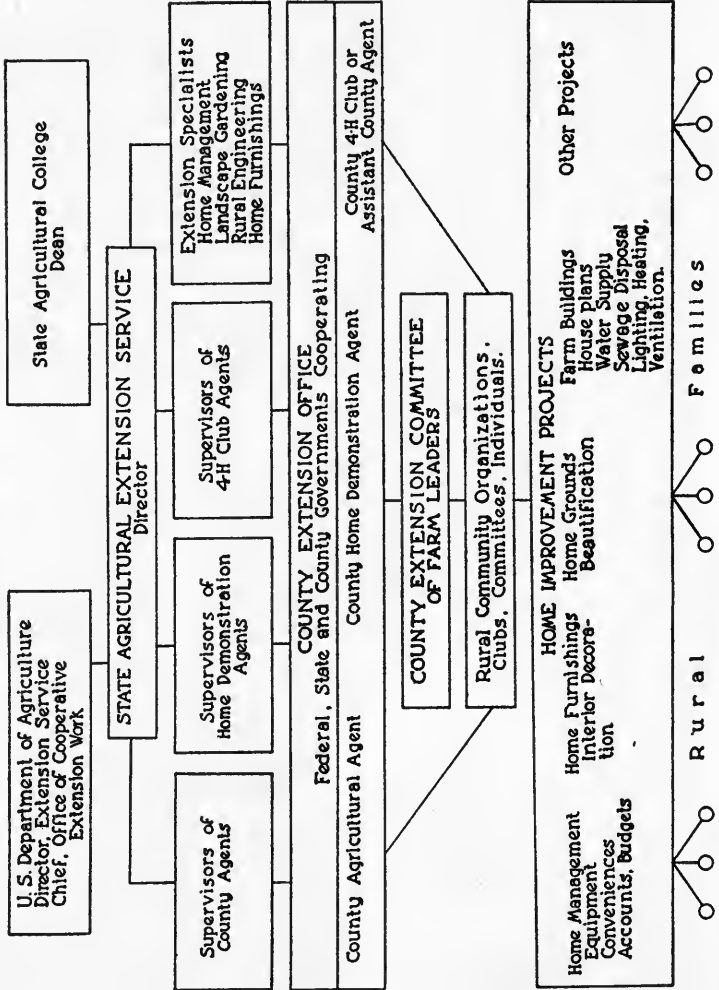 U.S. Department of Agriculture
Director, Extension Service
Chief, Office of Cooperative
Extension Work
State Agricultural College
Dean
STATE AGRICULTURAL EXTENSION SERVICE
Director
Supervisors of
County Agents
Supervisors of
Home Demonstration
Agents
Supervisors of
4-H Club Agents
Extension Specialists
Home Management
Landscape Gardening
Rural Engineering
Home Furnishings
COUNTY EXTENSION OFFICE
Federal, State and County Governments Cooperating
County Agricultural Agent
County Home Demonstration Agent
County 4-H Club or
Assistant County Agent
COUNTY EXTENSION COMMITTEE
OF FARM LEADERS
Rural Community Organizations,
Clubs, Committees, Individuals.
HOME IMPROVEMENT PROJECTS
Home Management
Equipment
Conveniences
Accounts, Budgets
Home Furnishings
Interior Decora-
tion
Home Grounds
Beautification
Farm Buildings
House plans
Water Supply
Sewage Disposal
Lighting, Heating,
Ventilation.
Other Projects
Rural Families